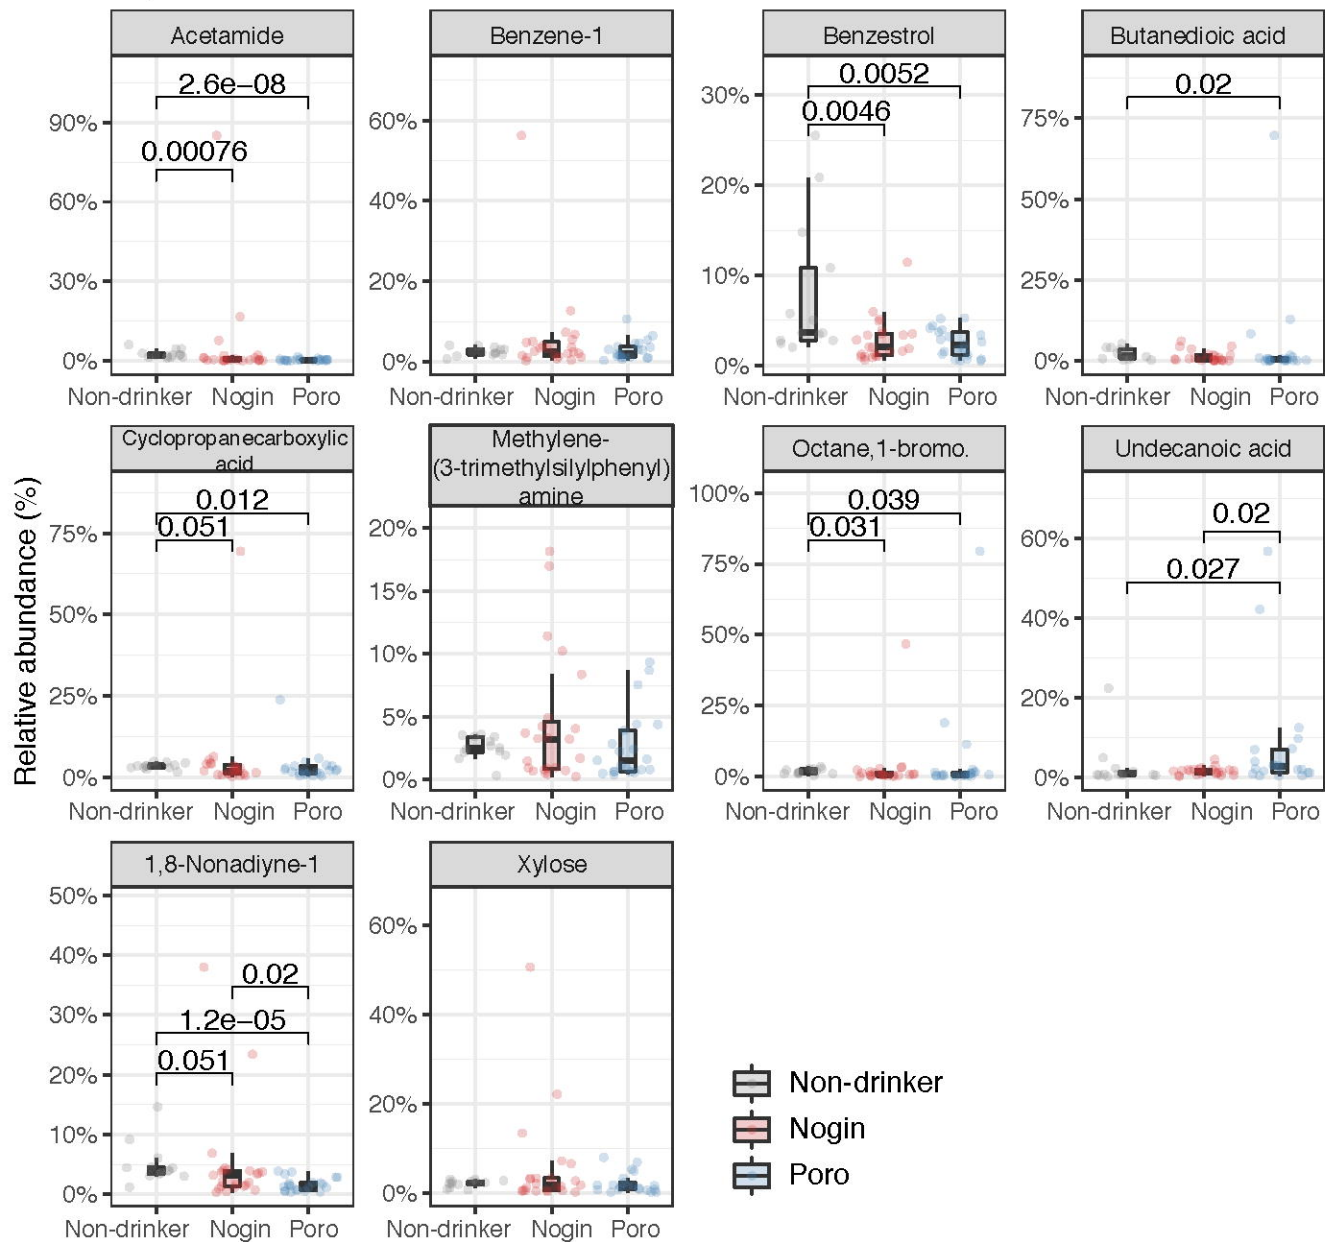 Acetamide
Benzene-1
Benzestrol
Butanedioic acid
2.6e−08
0.00076
90%
60%
30%
0%
Non-drinker Nogin Poro
60%
40%
20%
0%
Non-drinker Nogin Poro
0.0052
0.0046
30%
20%
10%
0%
Non-drinker Nogin Poro
0.02
75%
50%
25%
0%
Non-drinker Nogin Poro
Relative abundance (%)
Cyclopropanecarboxylic
acid
0.012
0.051
75%
50%
25%
0%
Non-drinker Nogin Poro
Methylene-
(3-trimethylsilylphenyl)
amine
20%
15%
10%
5%
0%
Non-drinker Nogin Poro
Octane,1-bromo.
100%
0.039
0.031
75%
50%
25%
0%
Non-drinker Nogin Poro
Undecanoic acid
0.02
0.027
60%
40%
20%
0%
Non-drinker Nogin Poro
1,8-Nonadiyne-1
50%
40%
0.02
30%
1.2e−05
0.051
20%
10%
0%
Non-drinker Nogin Poro
Xylose
60%
40%
20%
0%
Non-drinker Nogin Poro
Non-drinker
Nogin
Poro